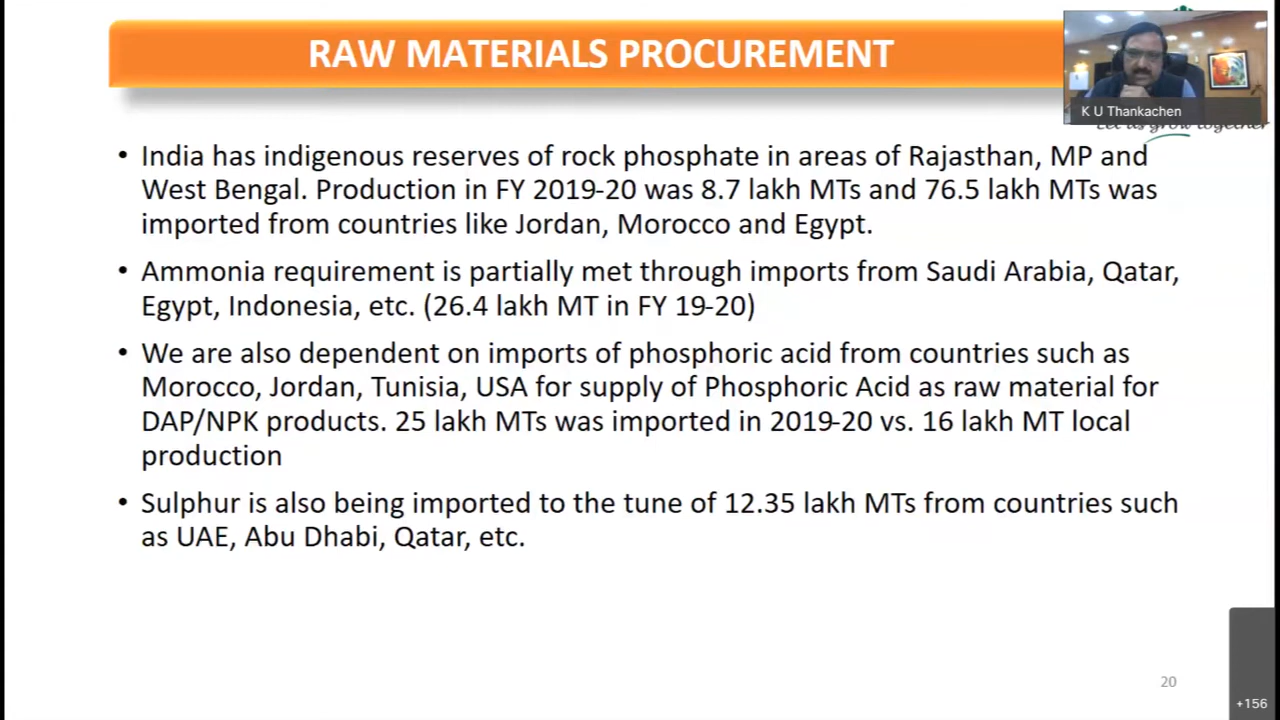 RAW MATERIALS PROCUREMENT
K U Thankachen
Let us grow together
• India has indigenous reserves of rock phosphate in areas of Rajasthan, MP and
West Bengal. Production in FY 2019-20 was 8.7 lakh MTs and 76.5 lakh MTs was
imported from countries like Jordan, Morocco and Egypt.
• Ammonia requirement is partially met through imports from Saudi Arabia, Qatar,
Egypt, Indonesia, etc. (26.4 lakh MT in FY 19-20)
• We are also dependent on imports of phosphoric acid from countries such as
Morocco, Jordan, Tunisia, USA for supply of Phosphoric Acid as raw material for
DAP/NPK products. 25 lakh MTs was imported in 2019-20 vs. 16 lakh MT local
production
• Sulphur is also being imported to the tune of 12.35 lakh MTs from countries such
as UAE, Abu Dhabi, Qatar, etc.
20
+156